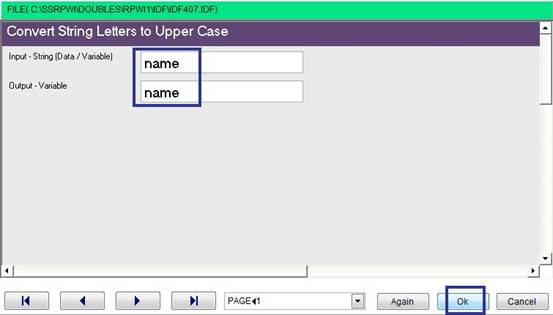 FILE( C:\SSRPWI\DOUBLES\RPWI1\IDF\IDF407.IDF)
Convert String Letters to Upper Case
Input - String (Data / Variable) name
Output - Variable name
PAGE 1 Again Ok Cancel